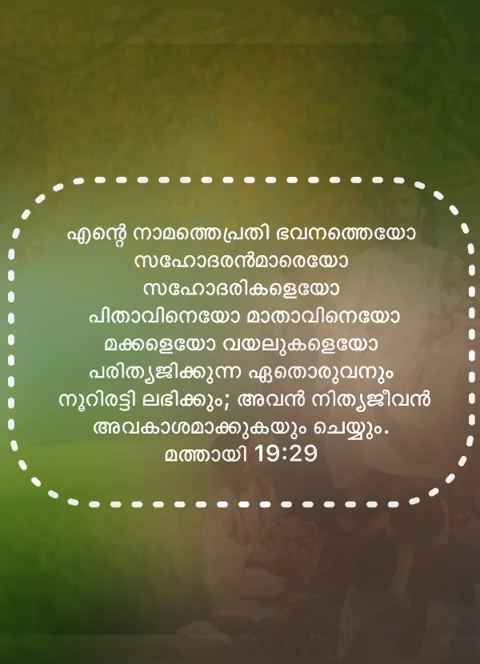 എന്റെ നാമത്തെപ്രതി ഭവനത്തെയോ
സഹോദരൻമാരെയോ
സഹോദരികളെയോ
പിതാവിനെയോ മാതാവിനെയോ
മക്കളെയോ വയലുകളെയോ
പരിത്യജിക്കുന്ന ഏതൊരുവനും
നൂറിരട്ടി ലഭിക്കും; അവൻ നിത്യജീവൻ
അവകാശമാക്കുകയും ചെയ്യും.
മത്തായി 19:29